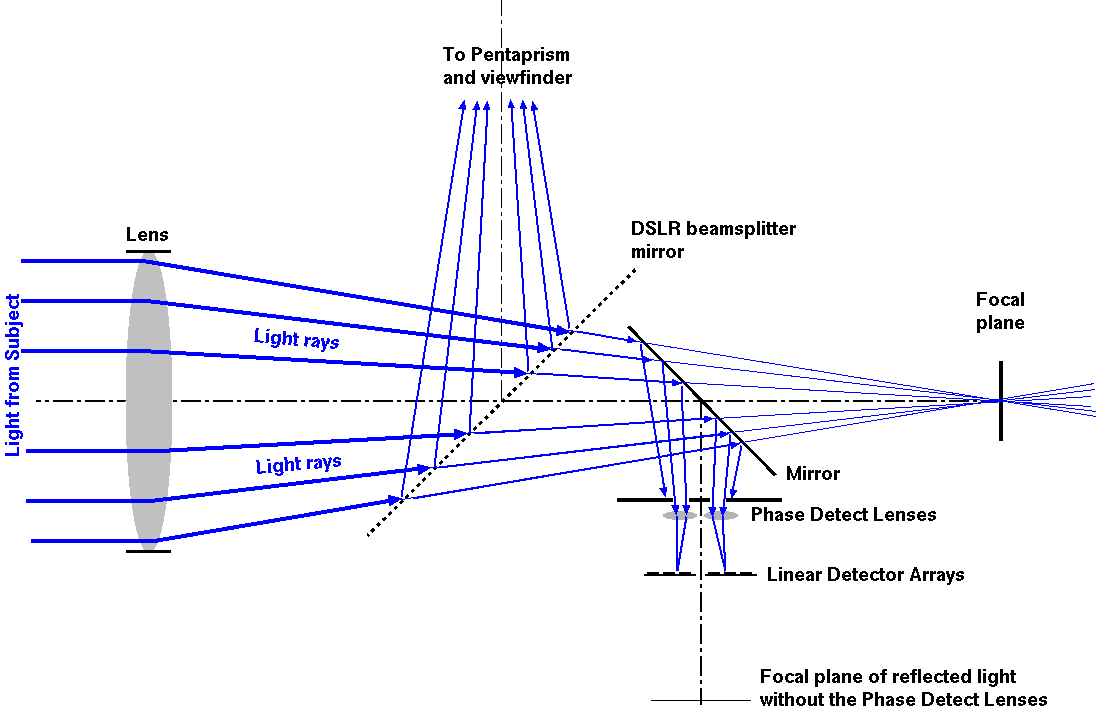 To Pentaprism
and viewfinder
DSLR beamsplitter
mirror
Lens
Focal
plane
Light from Subject
Light rays
Light rays
Mirror
Phase Detect Lenses
Linear Detector Arrays
Focal plane of reflected light
without the Phase Detect Lenses